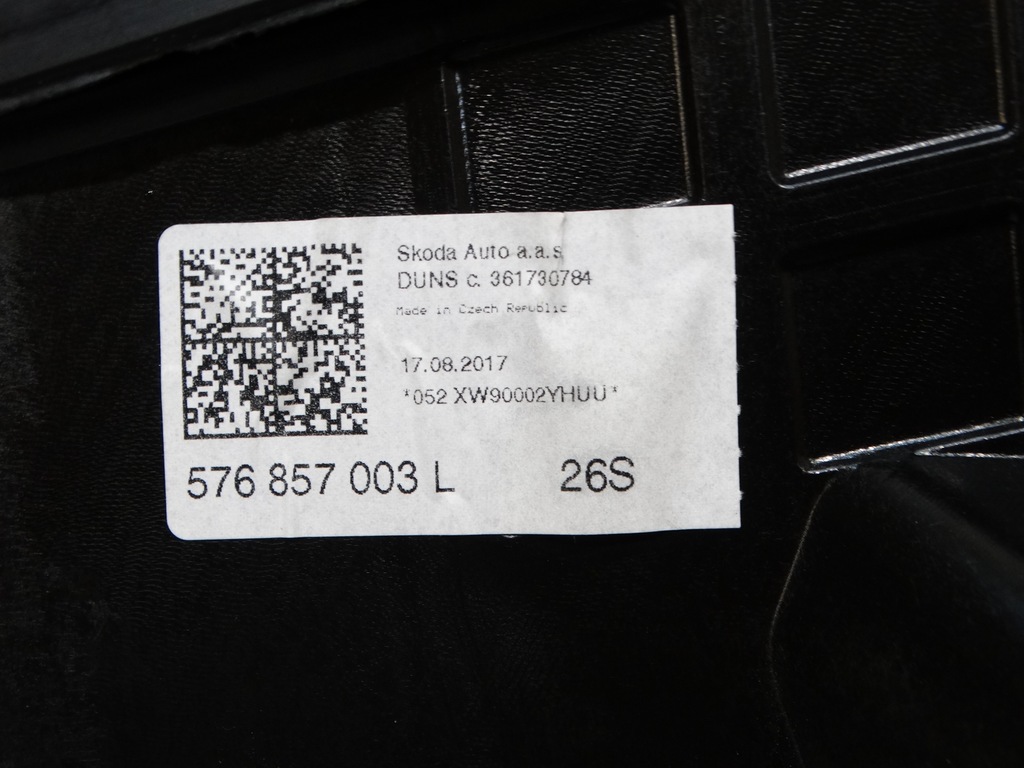 Skoda Auto a.a.s
DUNS c. 361730784
Made in Czech Republic
17.08.2017
*052 XW90002YHUU*
576 857 003 L 26S